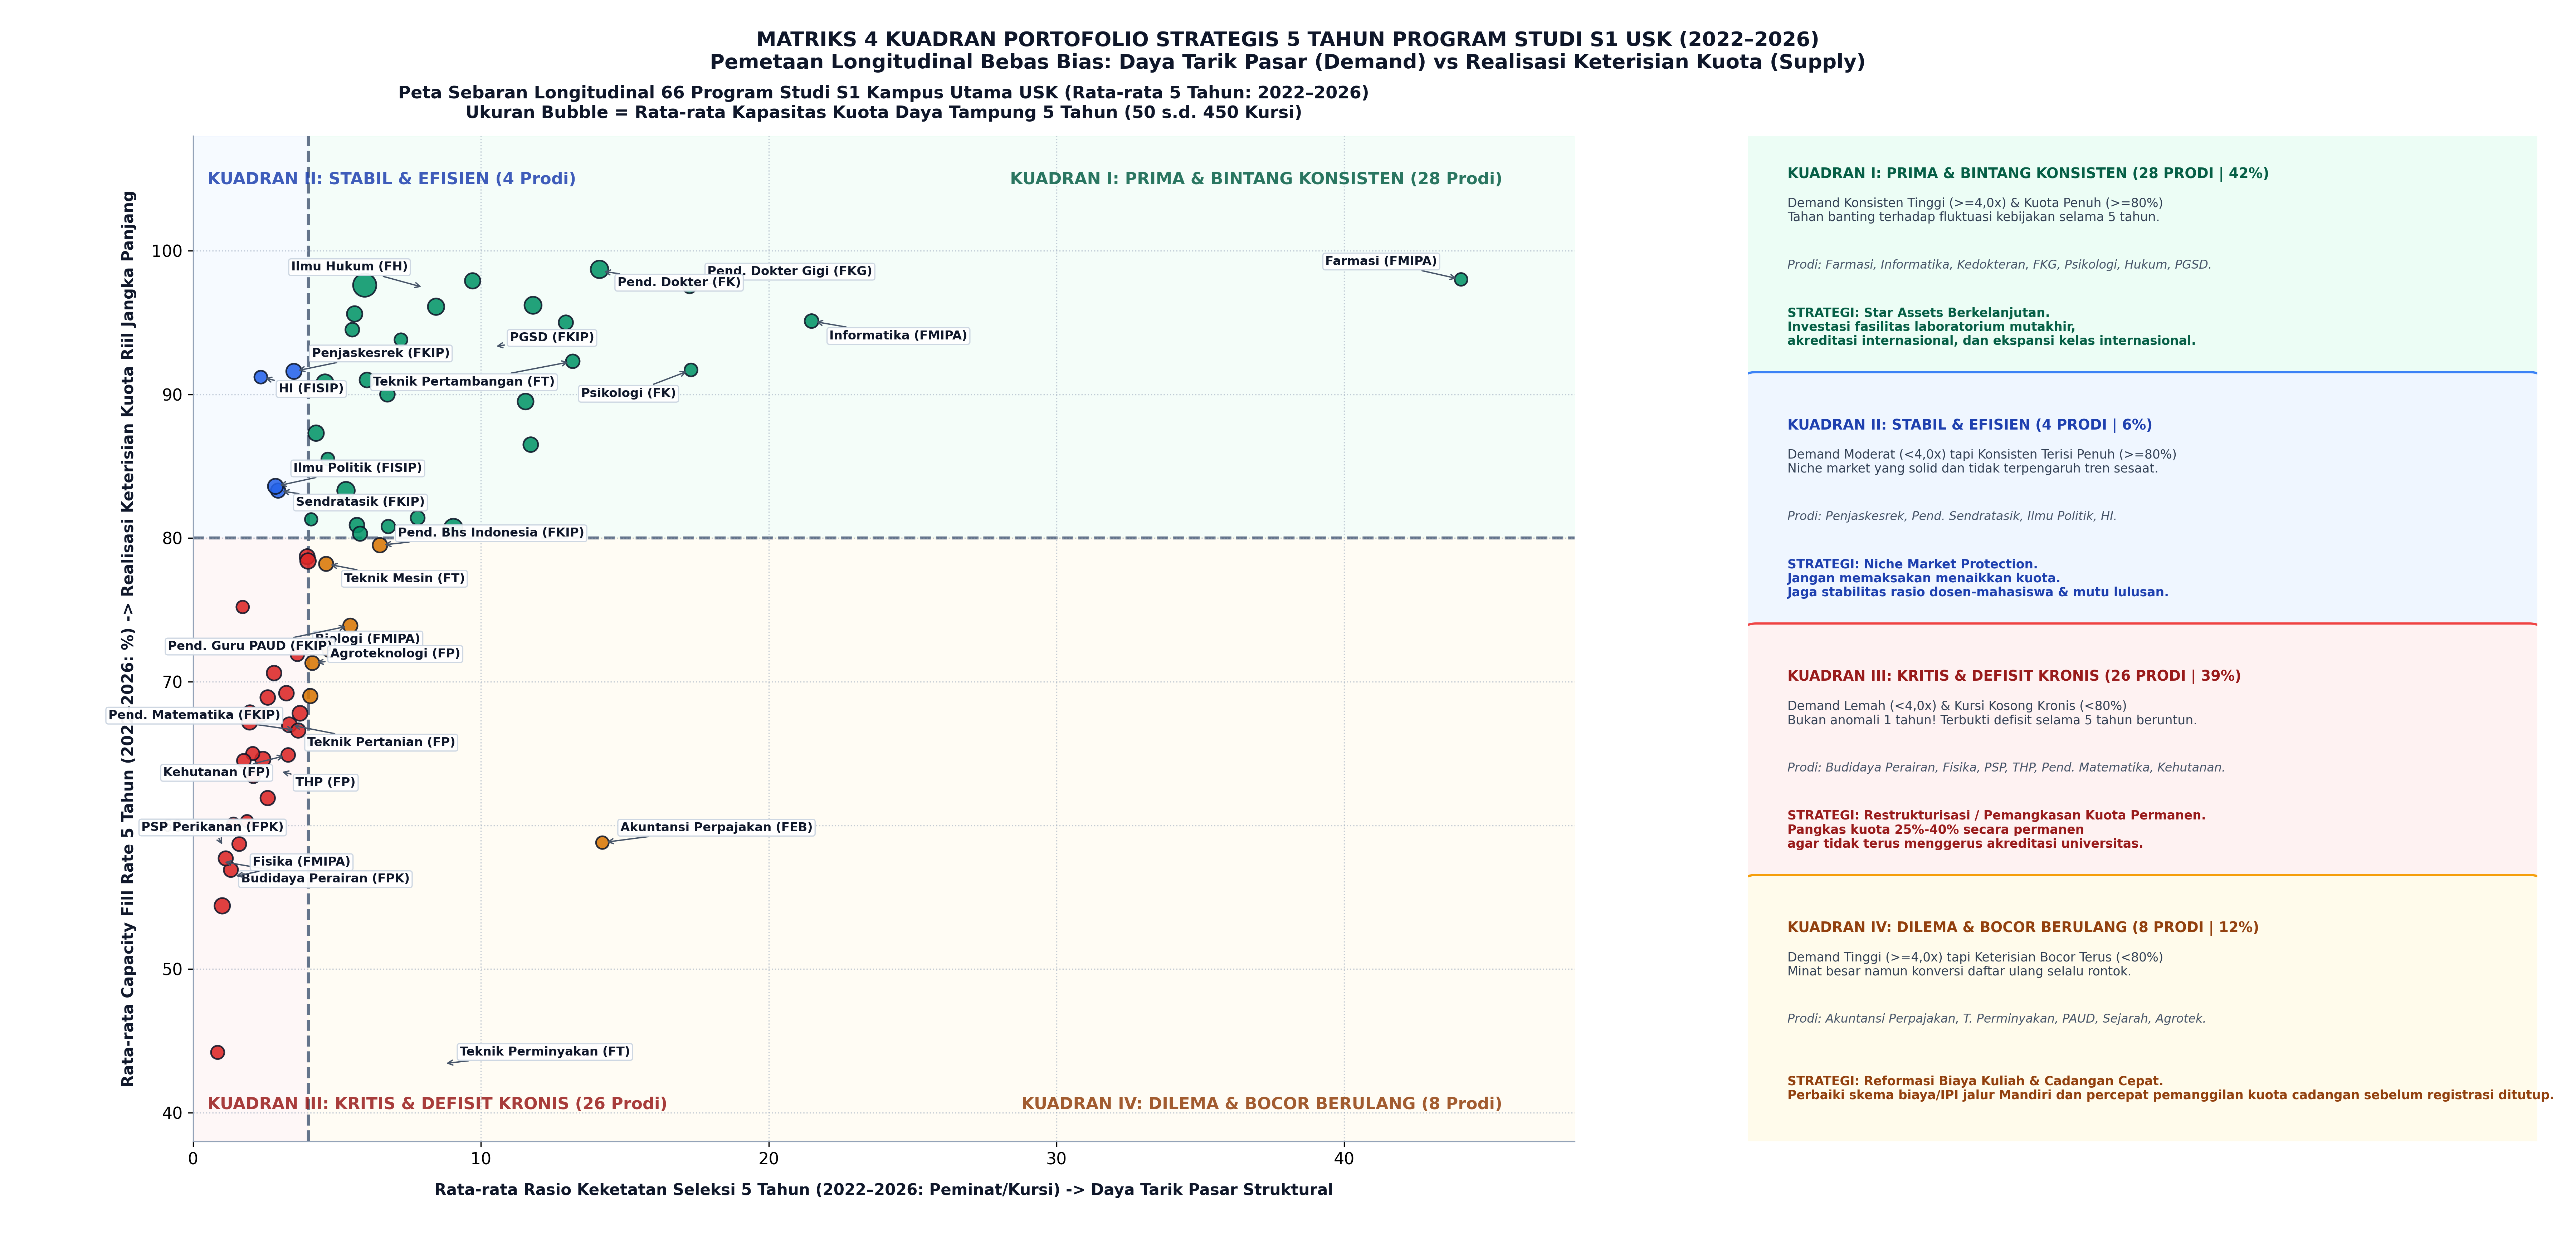 MATRIKS 4 KUADRAN PORTOFOLIO STRATEGIS 5 TAHUN PROGRAM STUDI S1 USK (2022–2026)
Pemetaan Longitudinal Bebas Bias: Daya Tarik Pasar (Demand) vs Realisasi Keterisian Kuota (Supply)
Peta Sebaran Longitudinal 66 Program Studi S1 Kampus Utama USK (Rata-rata 5 Tahun: 2022–2026)
Ukuran Bubble = Rata-rata Kapasitas Kuota Daya Tampung 5 Tahun (50 s.d. 450 Kursi)
KUADRAN II: STABIL & EFISIEN (4 Prodi)
KUADRAN I: PRIMA & BINTANG KONSISTEN (28 Prodi)
Rata-rata Capacity Fill Rate 5 Tahun (2022–2026: %) -> Realisasi Keterisian Kuota Riil Jangka Panjang
100
90
80
70
50
40
Ilmu Hukum (FH)
Pend. Dokter Gigi (FKG)
Pend. Dokter (FK)
Farmasi (FMIPA)
Informatika (FMIPA)
PGSD (FKIP)
Penjaskesrek (FKIP)
Teknik Pertambangan (FT)
HI (FISIP)
Psikologi (FK)
Ilmu Politik (FISIP)
Sendratasik (FKIP)
Pend. Bhs Indonesia (FKIP)
Teknik Mesin (FT)
Biologi (FMIPA)
Pend. Guru PAUD (FKIP)
Agroteknologi (FP)
Pend. Matematika (FKIP)
Teknik Pertanian (FP)
Kehutanan (FP)
THP (FP)
PSP Perikanan (FPK)
Akuntansi Perpajakan (FEB)
Fisika (FMIPA)
Budidaya Perairan (FPK)
Teknik Perminyakan (FT)
KUADRAN III: KRITIS & DEFISIT KRONIS (26 Prodi)
KUADRAN IV: DILEMA & BOCOR BERULANG (8 Prodi)
0
10
20
30
40
Rata-rata Rasio Keketatan Seleksi 5 Tahun (2022–2026: Peminat/Kursi) -> Daya Tarik Pasar Struktural
KUADRAN I: PRIMA & BINTANG KONSISTEN (28 PRODI | 42%)
Demand Konsisten Tinggi (>=4,0x) & Kuota Penuh (>=80%)
Tahan banting terhadap fluktuasi kebijakan selama 5 tahun.
Prodi: Farmasi, Informatika, Kedokteran, FKG, Psikologi, Hukum, PGSD.
STRATEGI: Star Assets Berkelanjutan.
Investasi fasilitas laboratorium mutakhir,
akreditasi internasional, dan ekspansi kelas internasional.
KUADRAN II: STABIL & EFISIEN (4 PRODI | 6%)
Demand Moderat (<4,0x) tapi Konsisten Terisi Penuh (>=80%)
Niche market yang solid dan tidak terpengaruh tren sesaat.
Prodi: Penjaskesrek, Pend. Sendratasik, Ilmu Politik, HI.
STRATEGI: Niche Market Protection.
Jangan memaksakan menaikkan kuota.
Jaga stabilitas rasio dosen-mahasiswa & mutu lulusan.
KUADRAN III: KRITIS & DEFISIT KRONIS (26 PRODI | 39%)
Demand Lemah (<4,0x) & Kursi Kosong Kronis (<80%)
Bukan anomali 1 tahun! Terbukti defisit selama 5 tahun beruntun.
Prodi: Budidaya Perairan, Fisika, PSP, THP, Pend. Matematika, Kehutanan.
STRATEGI: Restrukturisasi / Pemangkasan Kuota Permanen.
Pangkas kuota 25%-40% secara permanen
agar tidak terus menggerus akreditasi universitas.
KUADRAN IV: DILEMA & BOCOR BERULANG (8 PRODI | 12%)
Demand Tinggi (>=4,0x) tapi Keterisian Bocor Terus (<80%)
Minat besar namun konversi daftar ulang selalu rontok.
Prodi: Akuntansi Perpajakan, T. Perminyakan, PAUD, Sejarah, Agrotek.
STRATEGI: Reformasi Biaya Kuliah & Cadangan Cepat.
Perbaiki skema biaya/IPI jalur Mandiri dan percepat pemanggilan kuota cadangan sebelum registrasi ditutup.